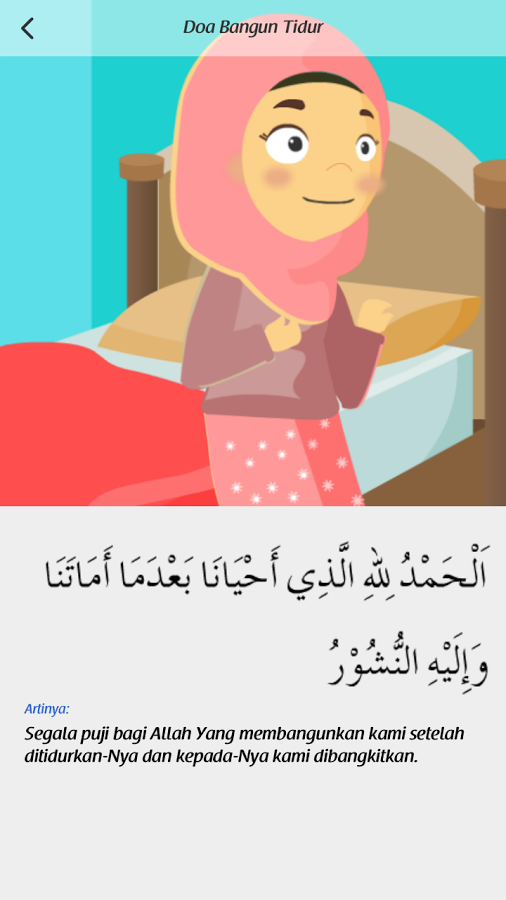 Doa Bangun Tidur
اَلْحَمْدُ لِلّٰهِ الَّذِي أَحْيَانَا بَعْدَمَا أَمَاتَنَا
وَإِلَيْهِ النُّشُوْرُ
Artinya:
Segala puji bagi Allah Yang membangunkan kami setelah
ditidurkan-Nya dan kepada-Nya kami dibangkitkan.